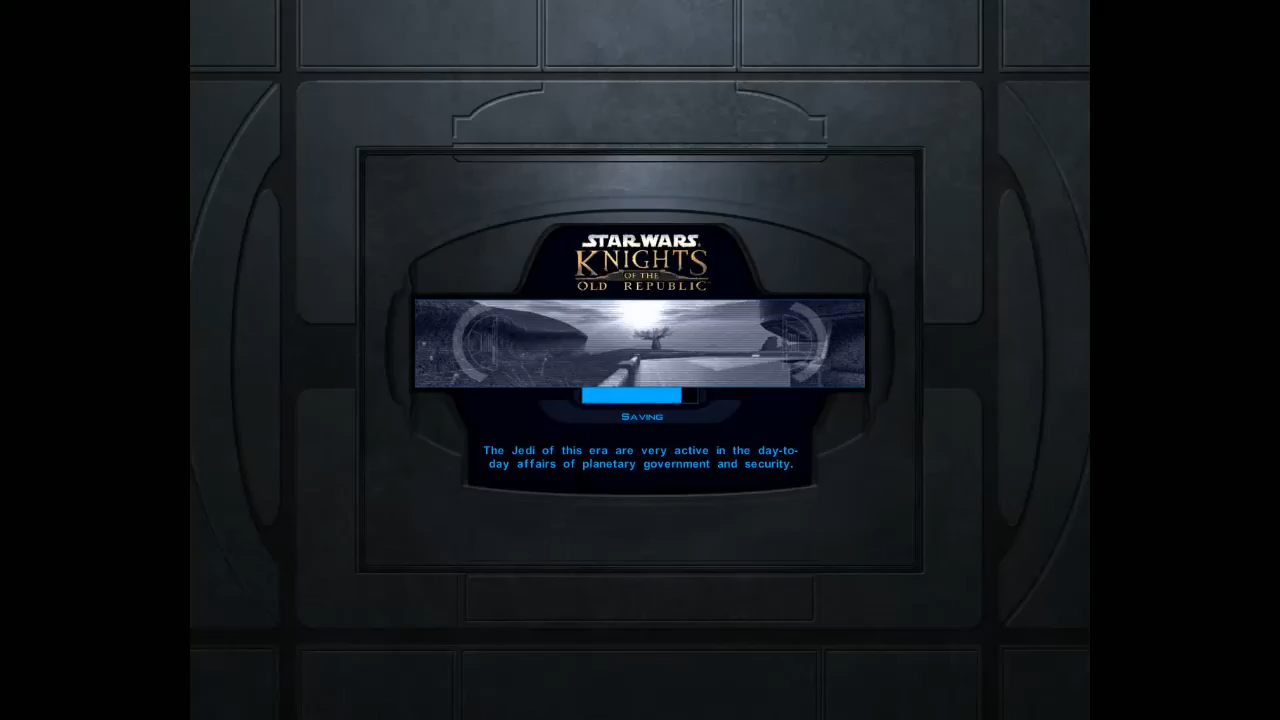 STAR WARS
KNIGHTS
OF THE
OLD REPUBLIC
SAVING
The Jedi of this era are very active in the day-to-
day affairs of planetary government and security.